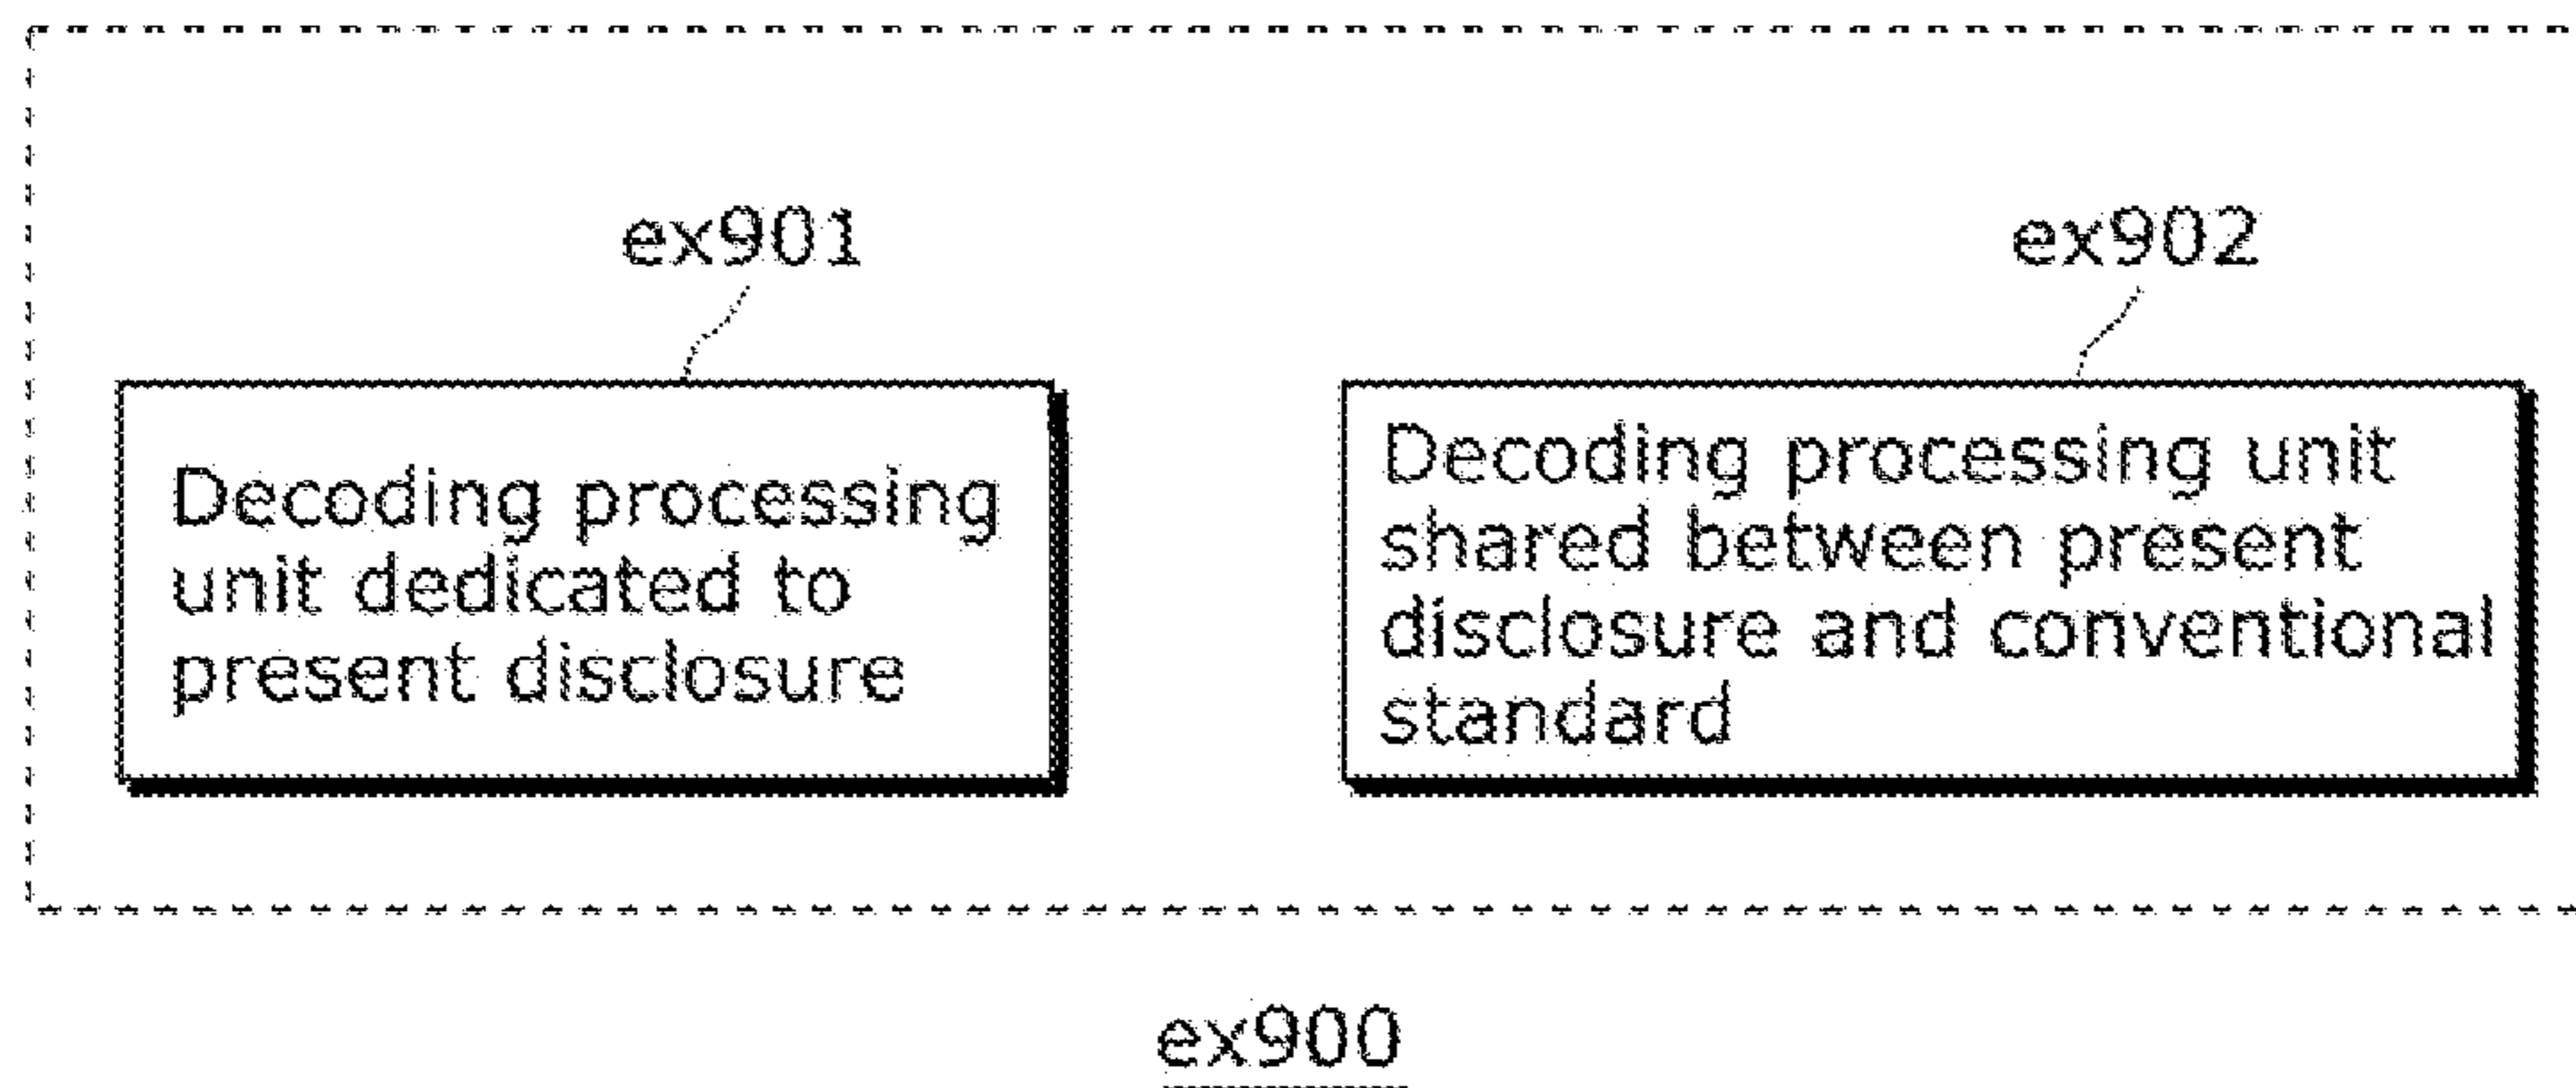 ex901
ex902
Decoding processing
unit dedicated to
present disclosure
Decoding processing unit
shared between present
disclosure and conventional
standard
ex900